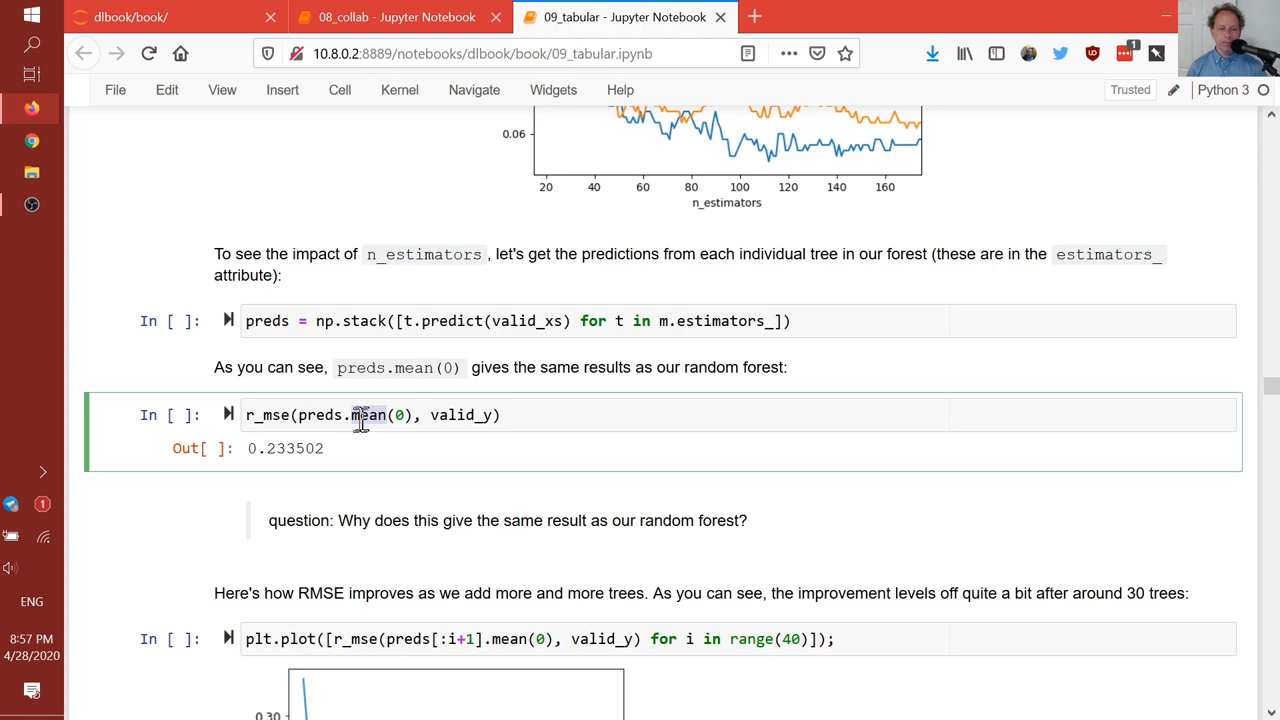 dlbook/book/
08_collab - Jupyter Notebook
09_tabular - Jupyter Notebook
10.8.0.2:8889/notebooks/dlbook/book/09_tabular.ipynb
1
File Edit View Insert Cell Kernel Navigate Widgets Help
Trusted
Python 3
0.06
20 40 60 80 100 120 140 160
n_estimators
To see the impact of n_estimators , let's get the predictions from each individual tree in our forest (these are in the estimators_
attribute):
In [ ]: preds = np.stack([t.predict(valid_xs) for t in m.estimators_])
As you can see, preds.mean(0) gives the same results as our random forest:
In [ ]: r_mse(preds.mean(0), valid_y)
Out[ ]: 0.233502
question: Why does this give the same result as our random forest?
Here's how RMSE improves as we add more and more trees. As you can see, the improvement levels off quite a bit after around 30 trees:
In [ ]: plt.plot([r_mse(preds[:i+1].mean(0), valid_y) for i in range(40)]);
0.30
1
ENG
8:57 PM
4/28/2020